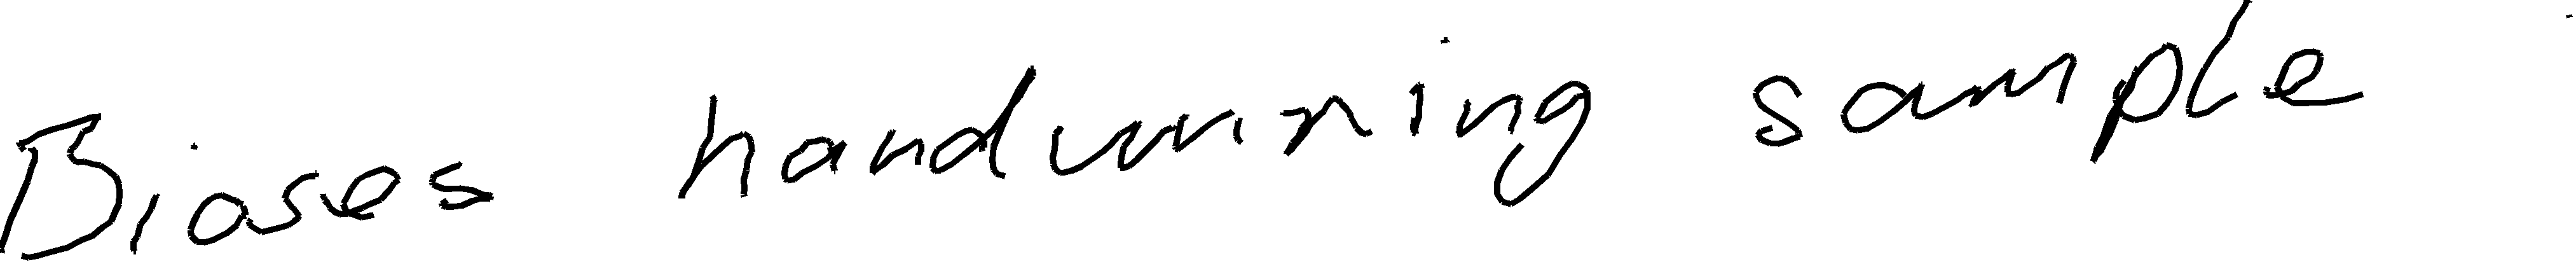 Biases handwriting sample